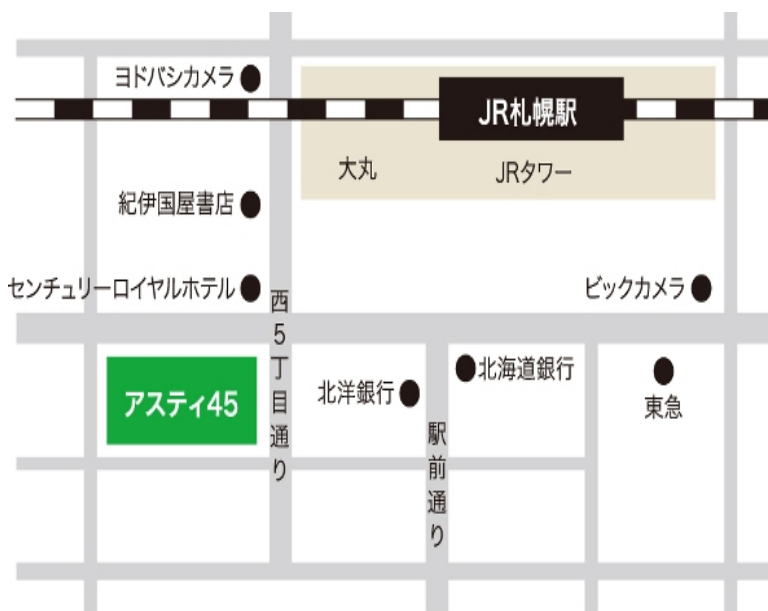 ヨドバシカメラ
JR札幌駅
大丸
JRタワー
紀伊国屋書店
センチュリーロイヤルホテル
ビックカメラ
西5丁目通り
アスティ45
北洋銀行
北海道銀行
東急
駅前通り